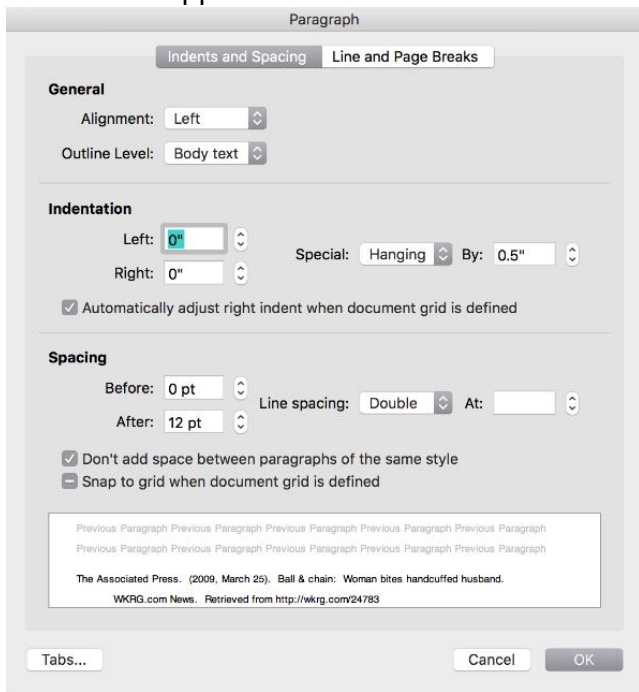 Paragraph
Indents and Spacing Line and Page Breaks
General
Alignment: Left
Outline Level: Body text
Indentation
Left: 0"
Special: Hanging By: 0.5"
Right: 0"
Automatically adjust right indent when document grid is defined
Spacing
Before: 0 pt
Line spacing: Double At:
After: 12 pt
Don't add space between paragraphs of the same style
Snap to grid when document grid is defined
Previous Paragraph Previous Paragraph Previous Paragraph Previous Paragraph Previous Paragraph
Previous Paragraph Previous Paragraph Previous Paragraph Previous Paragraph Previous Paragraph
The Associated Press. (2009, March 25). Ball & chain: Woman bites handcuffed husband.
WKRG.com News. Retrieved from http://wkrg.com/24783
Tabs... Cancel OK